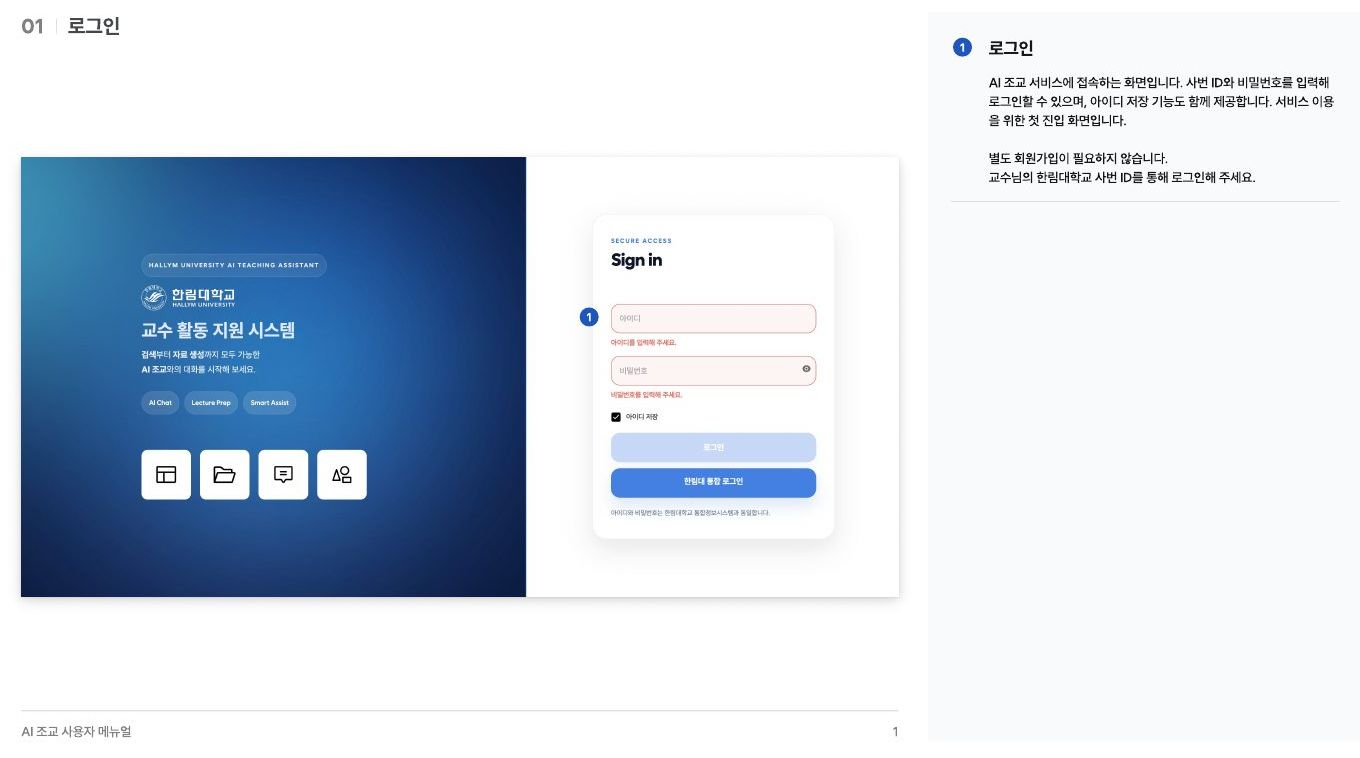 01 로그인
HALLYM UNIVERSITY AI TEACHING ASSISTANT
한림대학교
HALLYM UNIVERSITY
교수 활동 지원 시스템
검색부터 자료 생성까지 모두 가능한
AI 조교와의 대화를 시작해 보세요.
AI Chat Lecture Prep Smart Assist
SECURE ACCESS
Sign in
1
아이디
아이디를 입력해 주세요.
비밀번호
비밀번호를 입력해 주세요.
아이디 저장
로그인
한림대 통합 로그인
아이디와 비밀번호는 한림대학교 통합정보시스템과 동일합니다.
AI 조교 사용자 메뉴얼
1
1 로그인
AI 조교 서비스에 접속하는 화면입니다. 사번 ID와 비밀번호를 입력해
로그인할 수 있으며, 아이디 저장 기능도 함께 제공합니다. 서비스 이용
을 위한 첫 진입 화면입니다.
별도 회원가입이 필요하지 않습니다.
교수님의 한림대학교 사번 ID를 통해 로그인해 주세요.